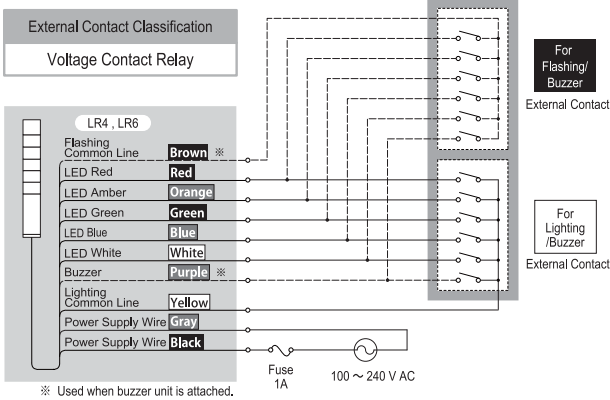 External Contact Classification
Voltage Contact Relay
For
Flashing/
Buzzer
External Contact
LR4 , LR6
Flashing
Common Line Brown ※
LED Red Red
LED Amber Orange
LED Green Green
LED Blue Blue
LED White White
Buzzer Purple ※
Lighting
Common Line Yellow
Power Supply Wire Gray
Power Supply Wire Black
For
Lighting
/Buzzer
External Contact
Fuse
1A
100 ~ 240 V AC
※ Used when buzzer unit is attached.